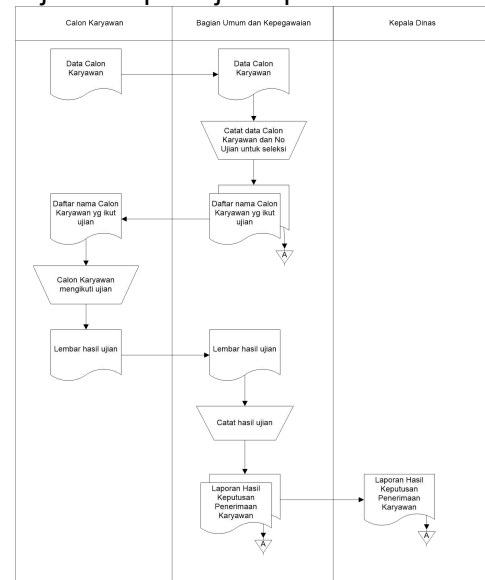 Calon Karyawan
Bagian Umum dan Kepegawaian
Kepala Dinas
Data Calon
Karyawan
Data Calon
Karyawan
Catat data Calon
Karyawan dan No
Ujian untuk seleksi
Daftar nama Calon
Karyawan yg ikut
ujian
Daftar nama Calon
Karyawan yg ikut
ujian
A
Calon Karyawan
mengikuti ujian
Lembar hasil ujian
Lembar hasil ujian
Catat hasil ujian
Laporan Hasil
Keputusan
Penerimaan
Karyawan
A
Laporan Hasil
Keputusan
Penerimaan
Karyawan
A